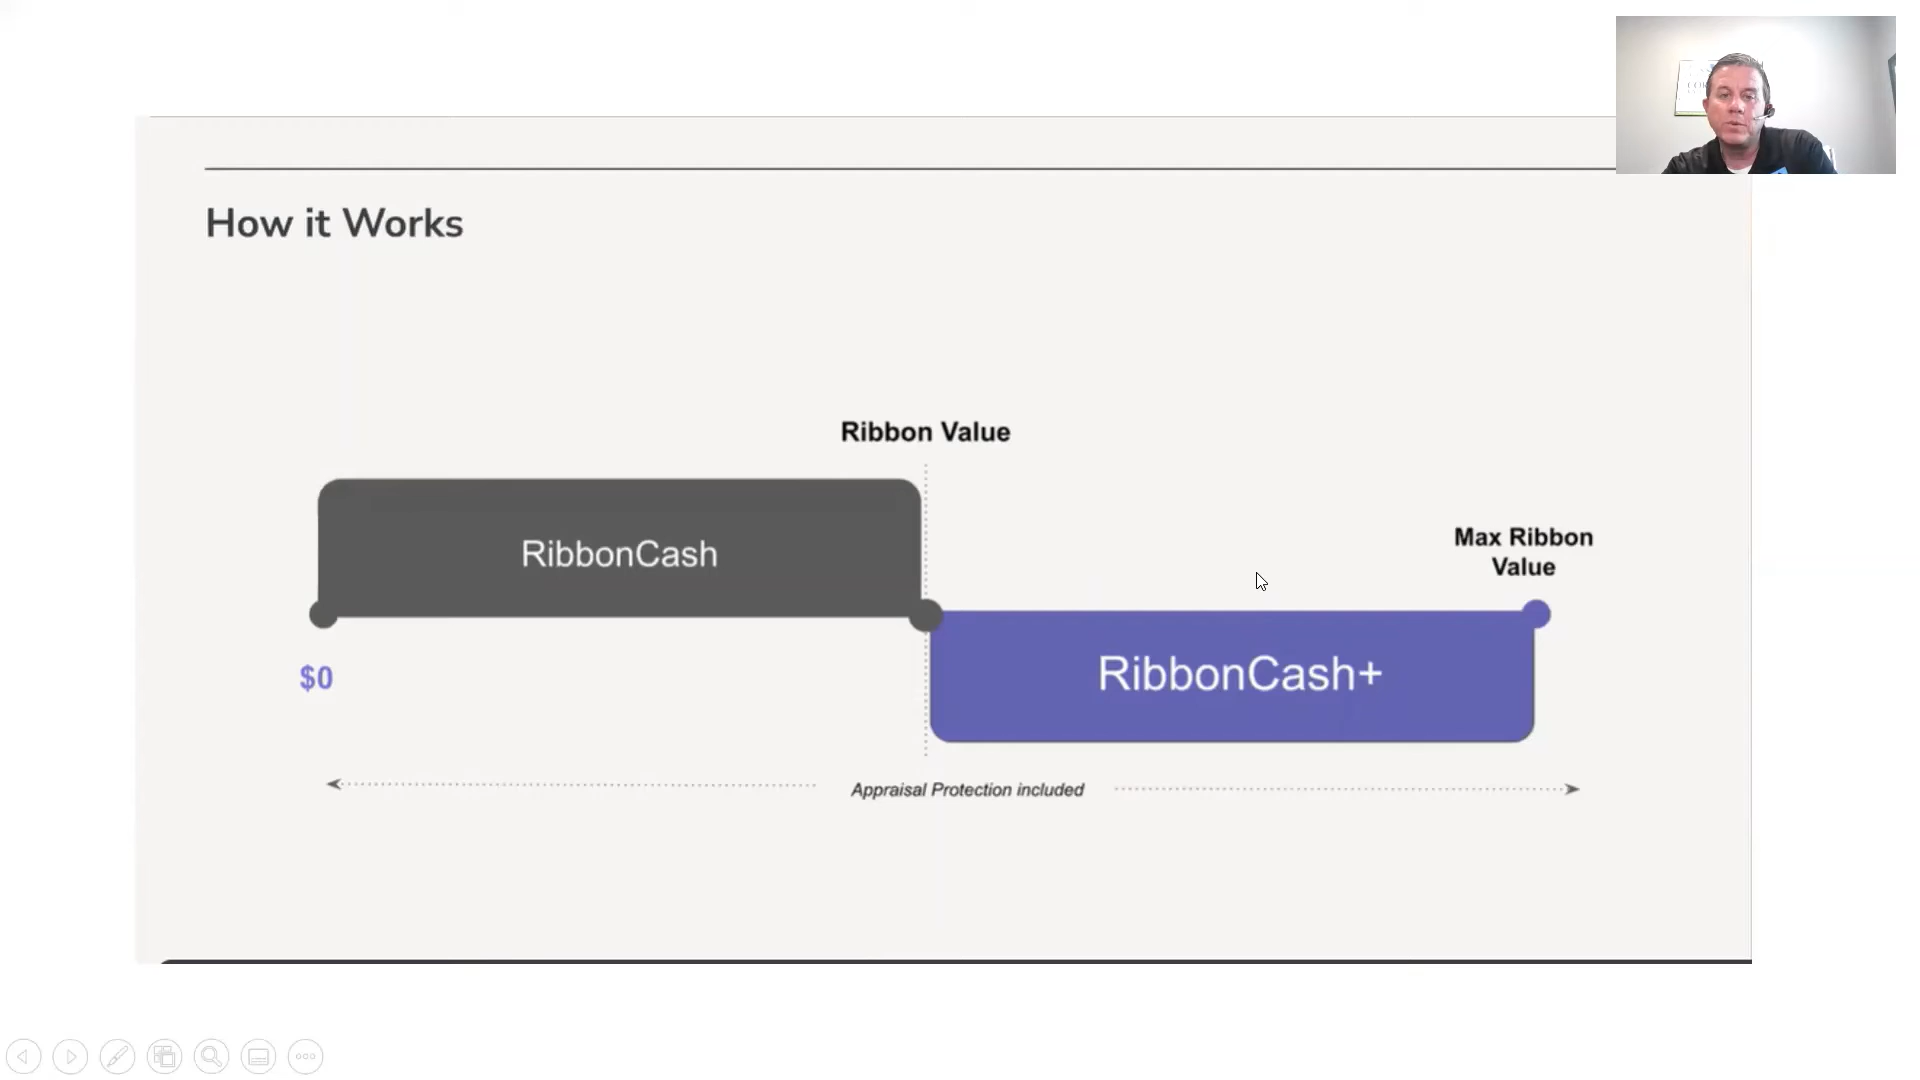 How it Works
Ribbon Value
RibbonCash
Max Ribbon
Value
$0
RibbonCash+
Appraisal Protection included